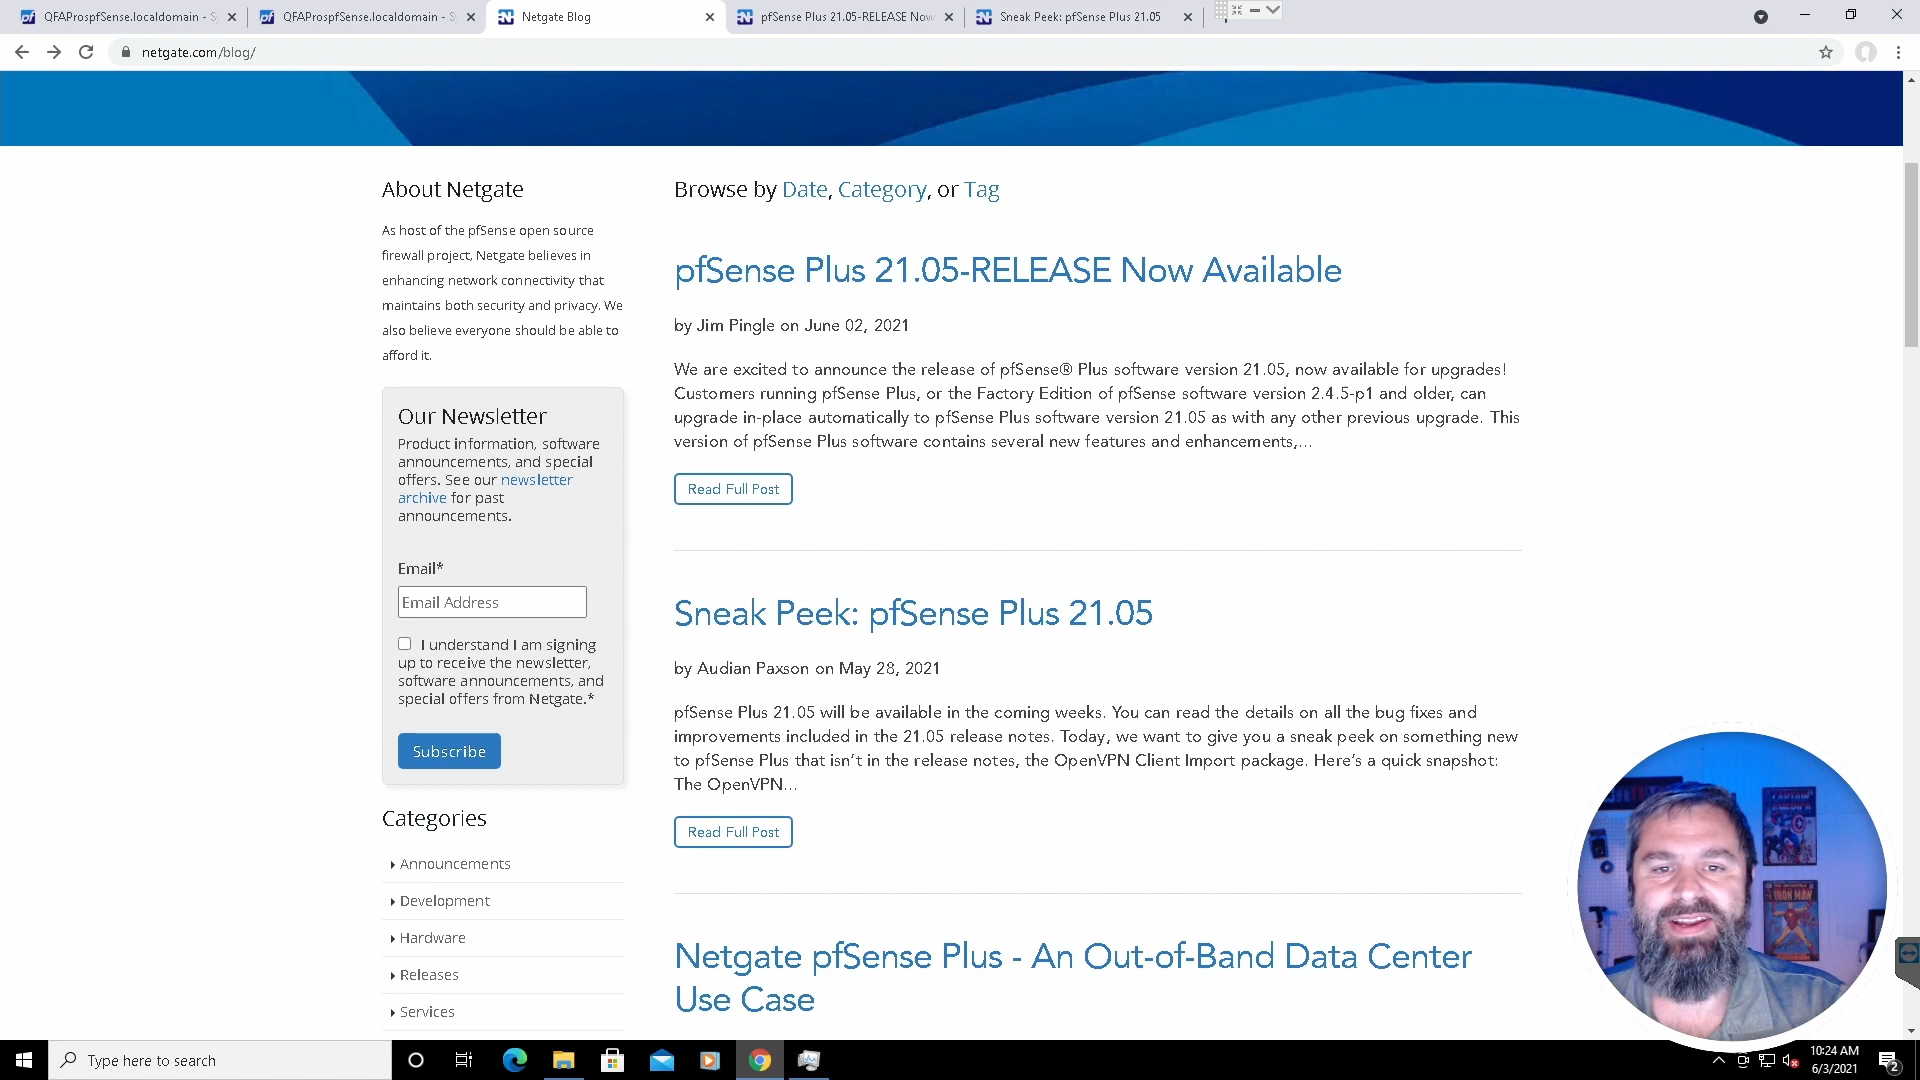 QFAProspfSense.localdomain - S
QFAProspfSense.localdomain - S
Netgate Blog
pfSense Plus 21.05-RELEASE Now
Sneak Peek: pfSense Plus 21.05
netgate.com/blog/
About Netgate
As host of the pfSense open source
firewall project, Netgate believes in
enhancing network connectivity that
maintains both security and privacy. We
also believe everyone should be able to
afford it.
Our Newsletter
Product information, software
announcements, and special
offers. See our newsletter
archive for past
announcements.
Email*
Email Address
I understand I am signing
up to receive the newsletter,
software announcements, and
special offers from Netgate.*
Subscribe
Categories
Announcements
Development
Hardware
Releases
Services
Browse by Date, Category, or Tag
pfSense Plus 21.05-RELEASE Now Available
by Jim Pingle on June 02, 2021
We are excited to announce the release of pfSense® Plus software version 21.05, now available for upgrades!
Customers running pfSense Plus, or the Factory Edition of pfSense software version 2.4.5-p1 and older, can
upgrade in-place automatically to pfSense Plus software version 21.05 as with any other previous upgrade. This
version of pfSense Plus software contains several new features and enhancements,...
Read Full Post
Sneak Peek: pfSense Plus 21.05
by Audian Paxson on May 28, 2021
pfSense Plus 21.05 will be available in the coming weeks. You can read the details on all the bug fixes and
improvements included in the 21.05 release notes. Today, we want to give you a sneak peek on something new
to pfSense Plus that isn't in the release notes, the OpenVPN Client Import package. Here's a quick snapshot:
The OpenVPN...
Read Full Post
Netgate pfSense Plus - An Out-of-Band Data Center
Use Case
CAPTAIN AMERICA
IRON MAN
Type here to search
10:24 AM
6/3/2021
2